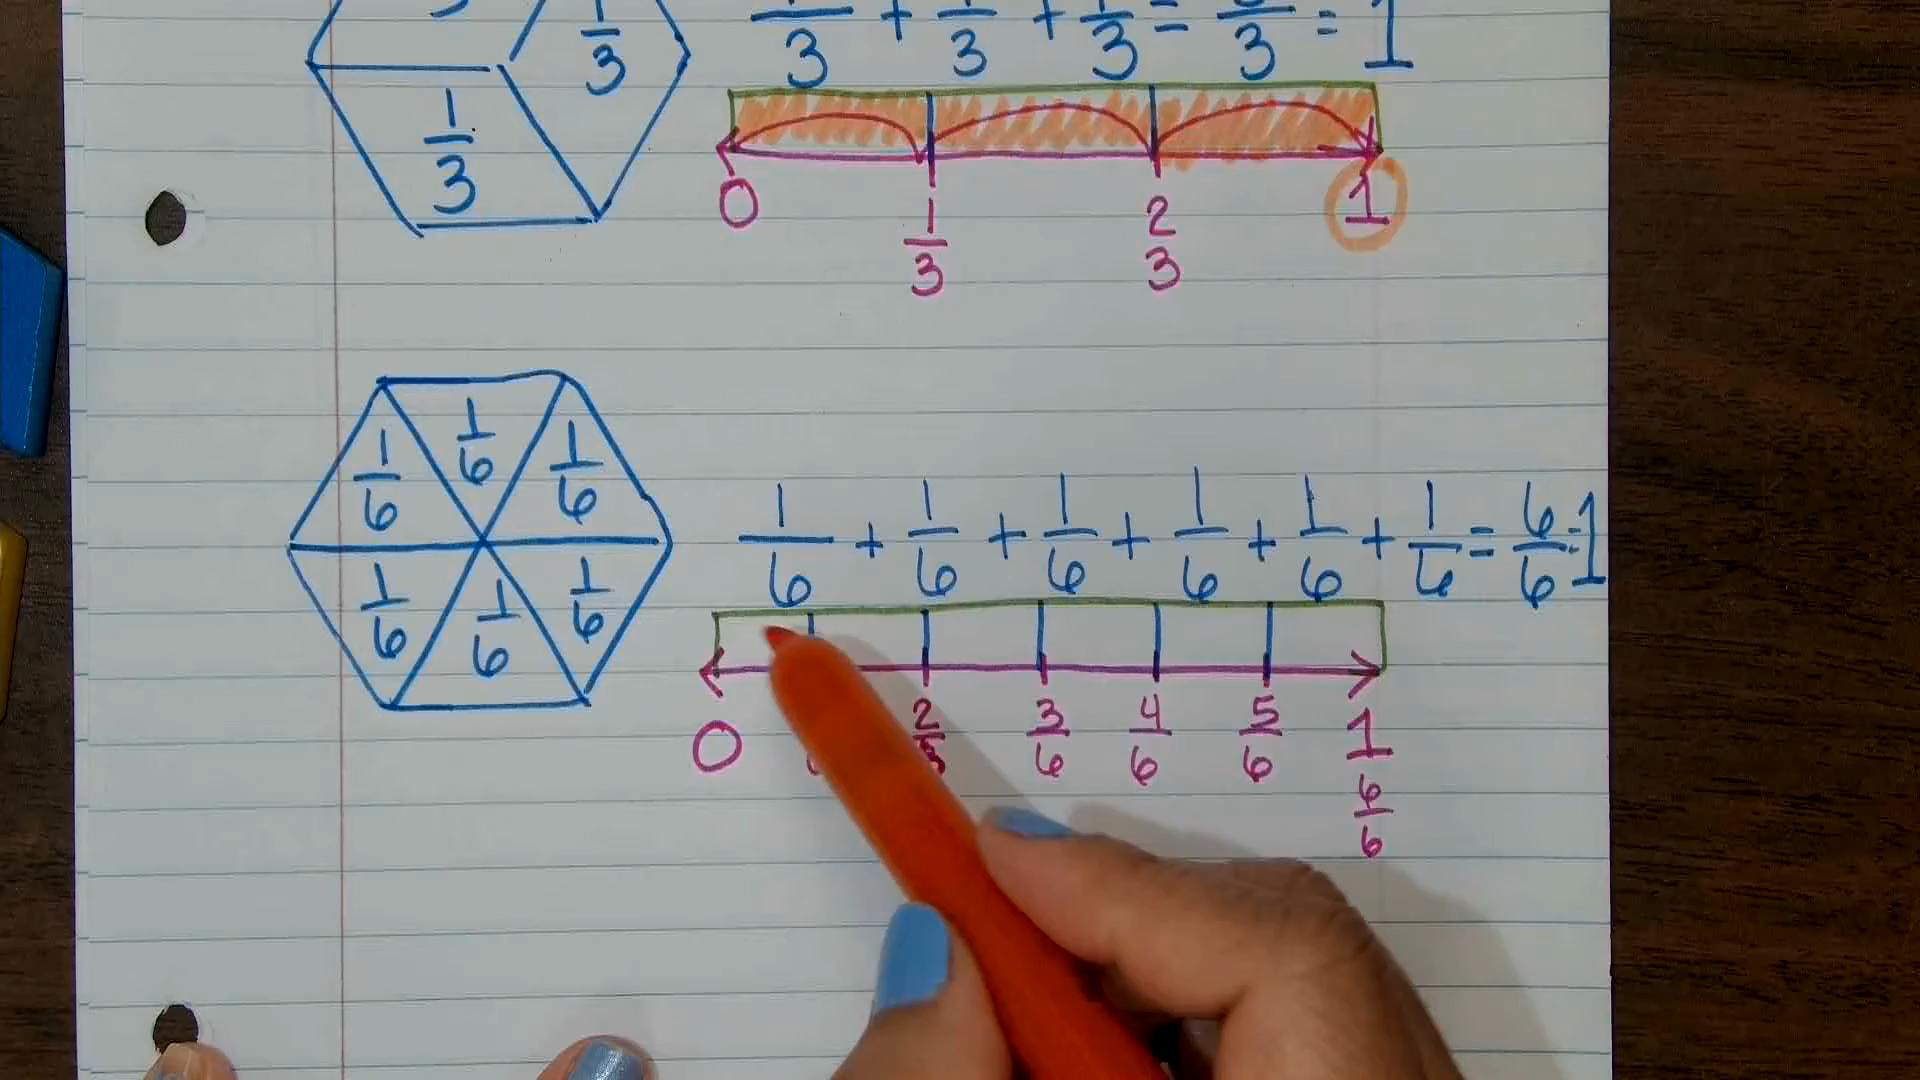 1/3
1/3 + 1/3 + 1/3 = 3/3 = 1
1/3
0 1/3 2/3 1
1/6 1/6 1/6
1/6 1/6 1/6
1/6 + 1/6 + 1/6 + 1/6 + 1/6 + 1/6 = 6/6 = 1
0 2/6 3/6 4/6 5/6 1
6/6